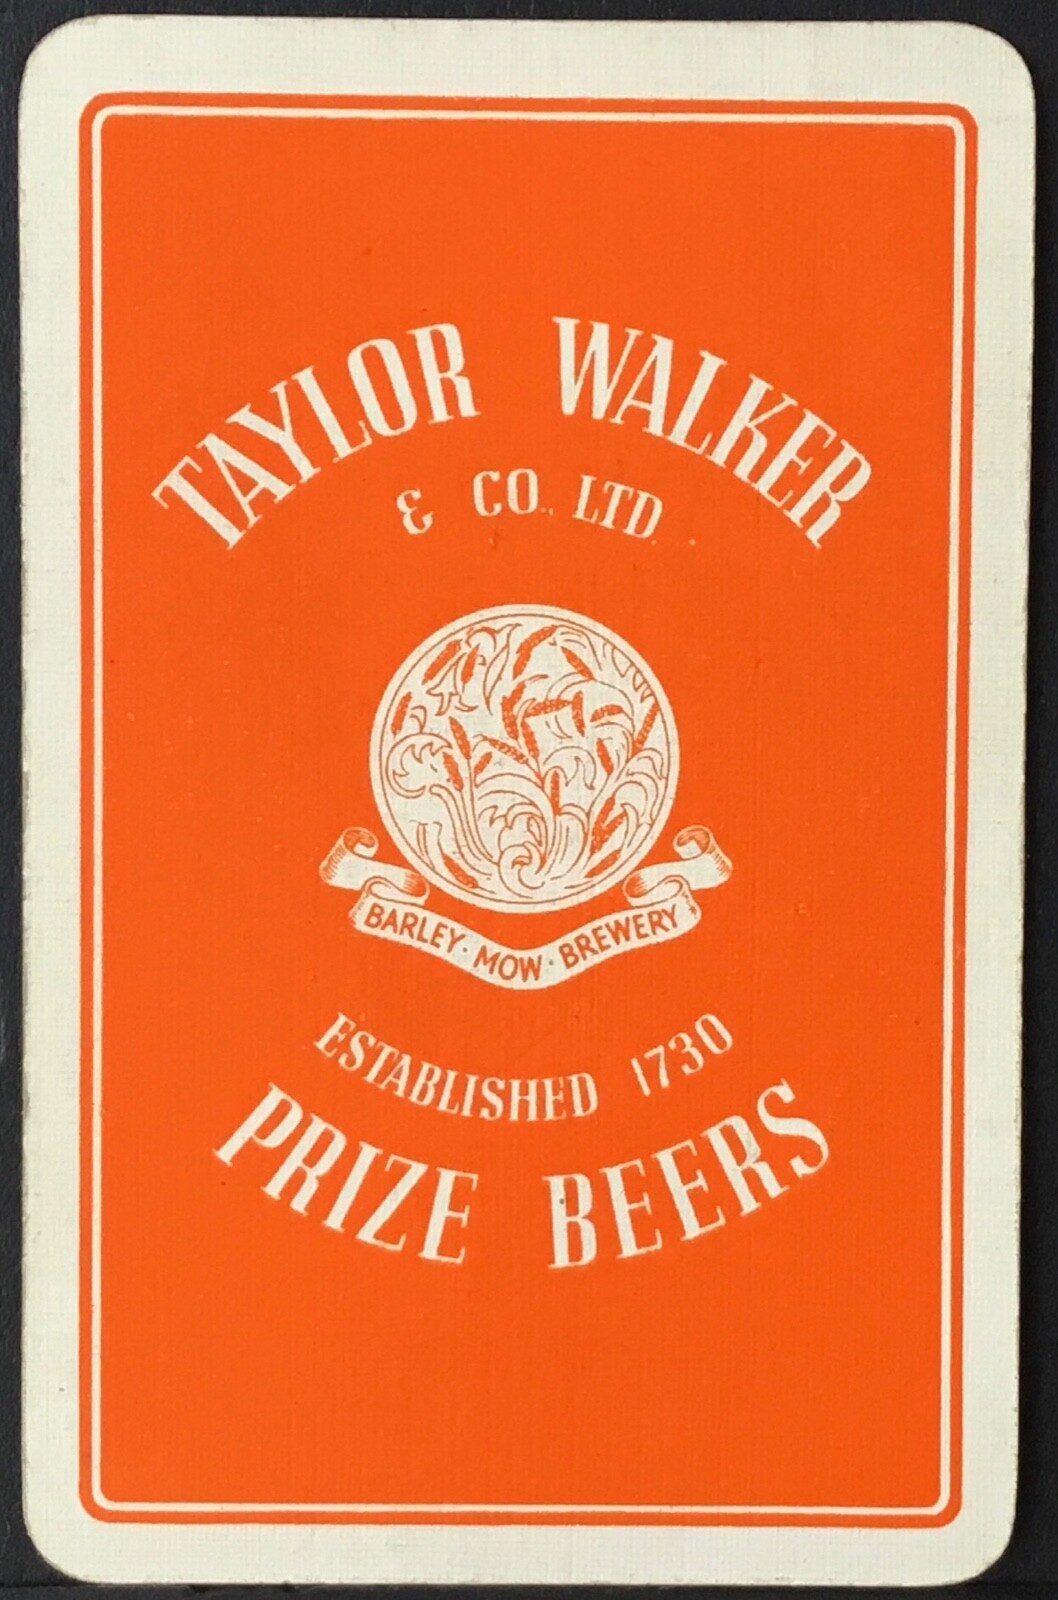 TAYLOR WALKER
& CO., LTD.
BARLEY · MOW · BREWERY
ESTABLISHED 1730
PRIZE BEERS